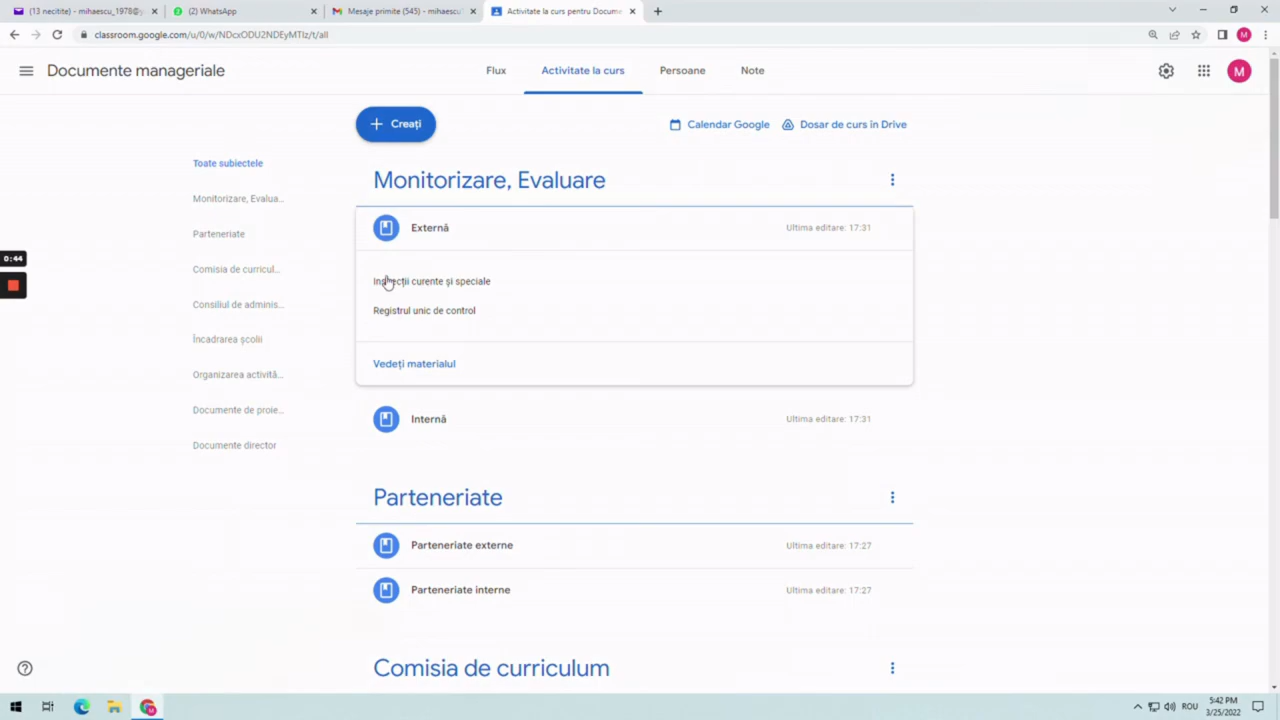 (13 necitite) - mihaescu_1978@y
(2) WhatsApp
Mesaje primite (545) - mihaescu
Activitate la curs pentru Docume
classroom.google.com/u/0/w/NDcxODU2NDEyMTIz/t/all
M
Documente manageriale
Flux
Activitate la curs
Persoane
Note
M
Creați
Calendar Google
Dosar de curs în Drive
Toate subiectele
Monitorizare, Evalua...
Parteneriate
Comisia de curricul...
Consiliul de adminis...
Încadrarea școlii
Organizarea activită...
Documente de proie...
Documente director
0:44
Monitorizare, Evaluare
Externă
Ultima editare: 17:31
Inspecții curente și speciale
Registrul unic de control
Vedeți materialul
Internă
Ultima editare: 17:31
Parteneriate
Parteneriate externe
Ultima editare: 17:27
Parteneriate interne
Ultima editare: 17:27
Comisia de curriculum
ROU
5:42 PM
3/25/2022